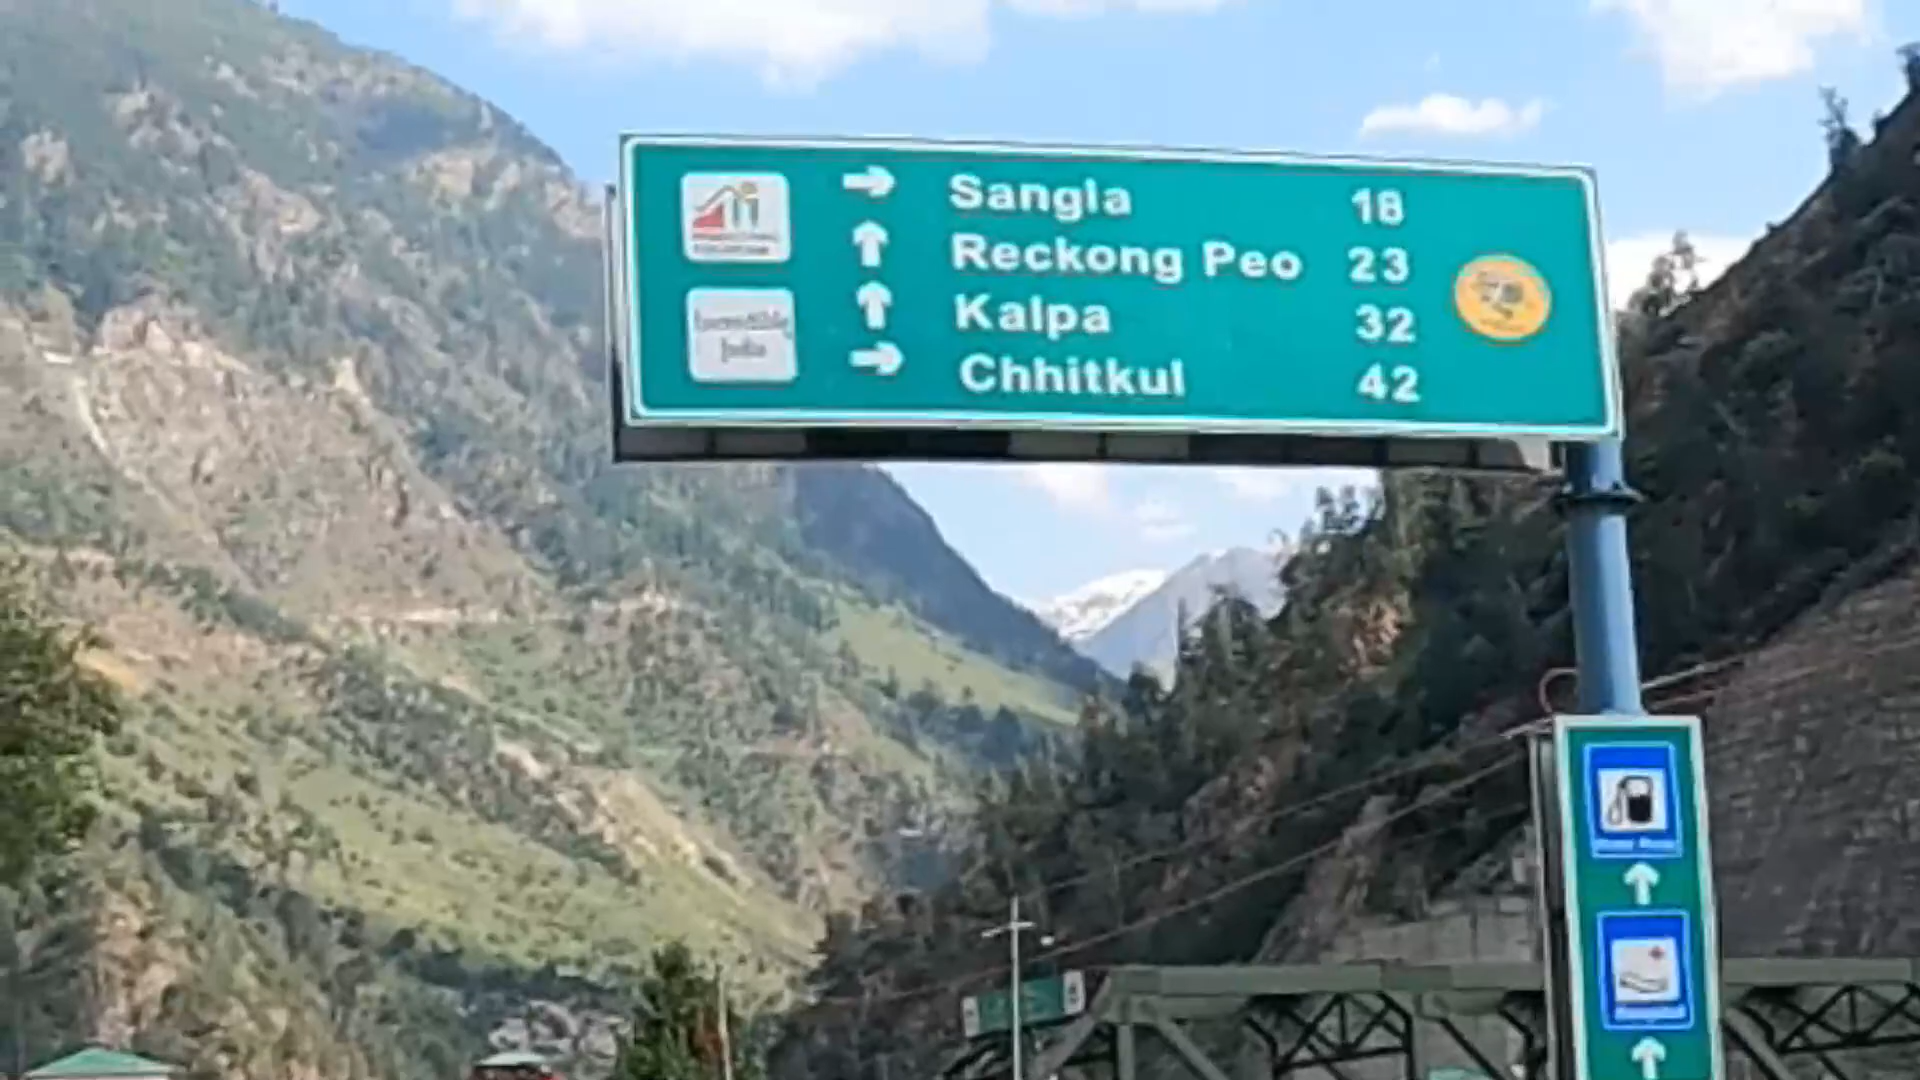 Sangla 18
Reckong Peo 23
Kalpa 32
Chhitkul 42
Incredible
India